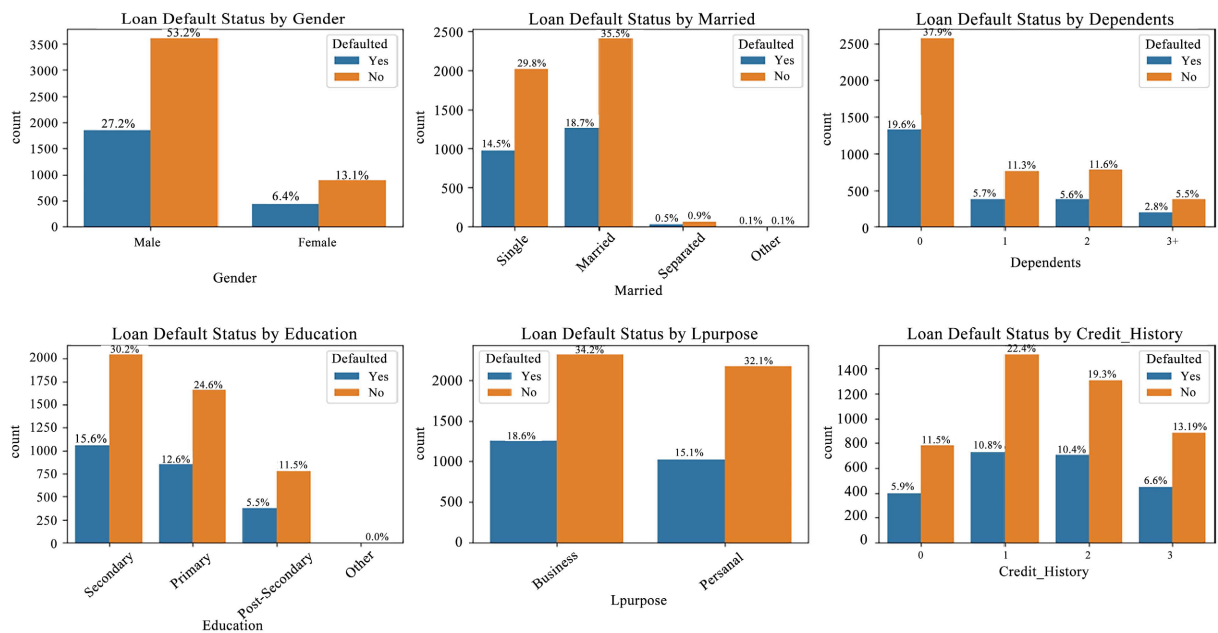 Loan Default Status by Gender
53.2%
27.2%
13.1%
6.4%
Defaulted
Yes
No
3500
3000
2500
2000
1500
1000
500
0
count
Male
Female
Gender
Loan Default Status by Married
35.5%
29.8%
18.7%
14.5%
0.5%
0.9%
0.1%
0.1%
Defaulted
Yes
No
2500
2000
1500
1000
500
0
count
Single
Married
Separated
Other
Married
Loan Default Status by Dependents
37.9%
19.6%
5.7%
11.3%
5.6%
11.6%
2.8%
5.5%
Defaulted
Yes
No
2500
2000
1500
1000
500
0
count
0
1
2
3+
Dependents
Loan Default Status by Education
30.2%
24.6%
15.6%
12.6%
5.5%
11.5%
0.0%
Defaulted
Yes
No
2000
1750
1500
1250
1000
750
500
250
0
count
Secondary
Primary
Post-Secondary
Other
Education
Loan Default Status by Lpurpose
34.2%
32.1%
18.6%
15.1%
Defaulted
Yes
No
2000
1500
1000
500
0
count
Business
Persanal
Lpurpose
Loan Default Status by Credit_History
22.4%
19.3%
13.19%
11.5%
10.8%
10.4%
5.9%
6.6%
Defaulted
Yes
No
1400
1200
1000
800
600
400
200
0
count
0
1
2
3
Credit_History